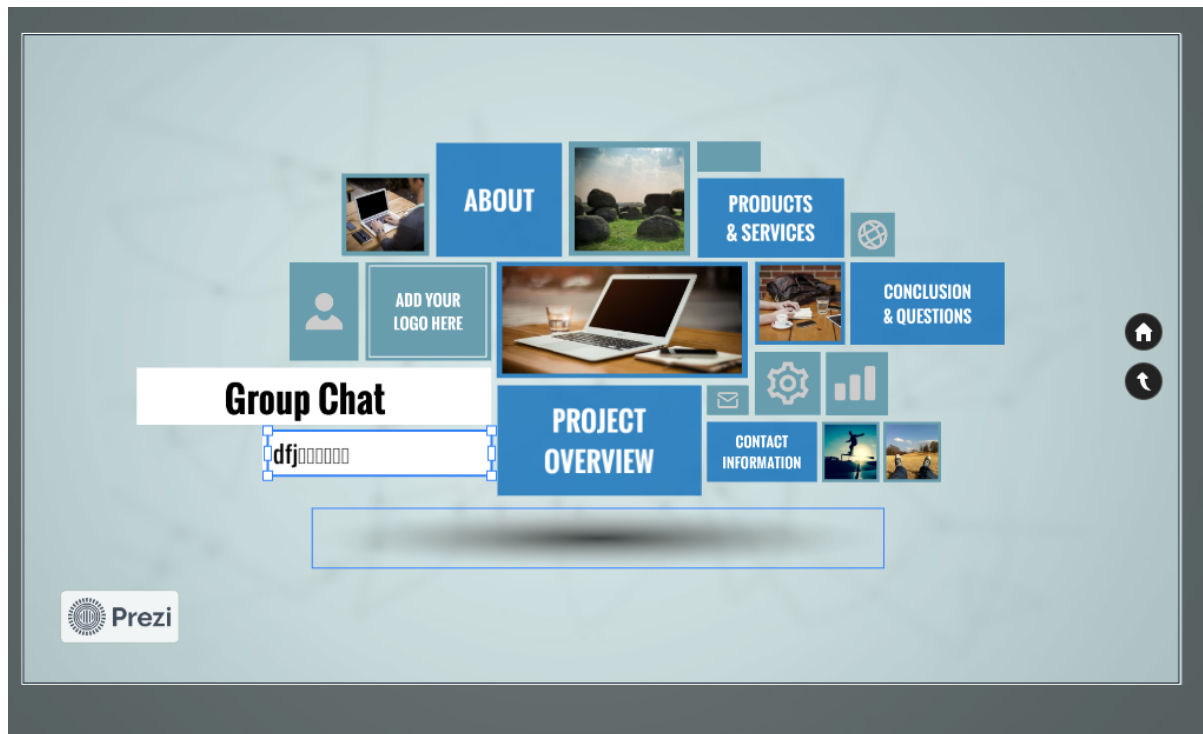 ABOUT
PRODUCTS
& SERVICES
ADD YOUR
LOGO HERE
CONCLUSION
& QUESTIONS
Group Chat
PROJECT
OVERVIEW
dfj
CONTACT
INFORMATION
Prezi